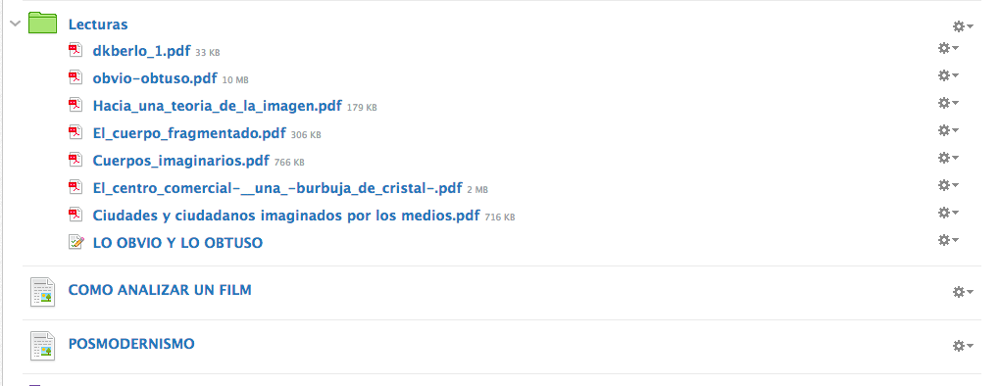 Lecturas
dkberlo_1.pdf 33 KB
obvio-obtuso.pdf 10 MB
Hacia_una_teoria_de_la_imagen.pdf 179 KB
El_cuerpo_fragmentado.pdf 306 KB
Cuerpos_imaginarios.pdf 766 KB
El_centro_comercial-__una_-burbuja_de_cristal-.pdf 2 MB
Ciudades y ciudadanos imaginados por los medios.pdf 716 KB
LO OBVIO Y LO OBTUSO
COMO ANALIZAR UN FILM
POSMODERNISMO